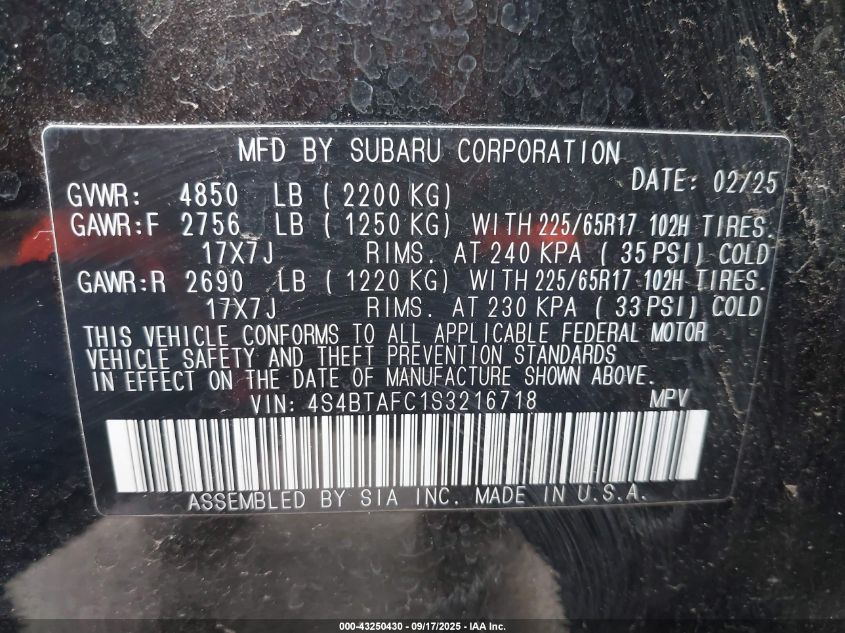 MFD BY SUBARU CORPORATION
DATE: 02/25
GVWR: 4850 LB ( 2200 KG)
GAWR:F 2756 LB ( 1250 KG) WITH 225/65R17 102H TIRES.
17X7J RIMS. AT 240 KPA ( 35 PSI) COLD
GAWR:R 2690 LB ( 1220 KG) WITH 225/65R17 102H TIRES.
17X7J RIMS. AT 230 KPA ( 33 PSI) COLD
THIS VEHICLE CONFORMS TO ALL APPLICABLE FEDERAL MOTOR
VEHICLE SAFETY AND THEFT PREVENTION STANDARDS
IN EFFECT ON THE DATE OF MANUFACTURE SHOWN ABOVE.
VIN: 4S4BTAFC1S3216718 MPV
ASSEMBLED BY SIA INC. MADE IN U.S.A.
000-43250430 - 09/17/2025 - IAA Inc.